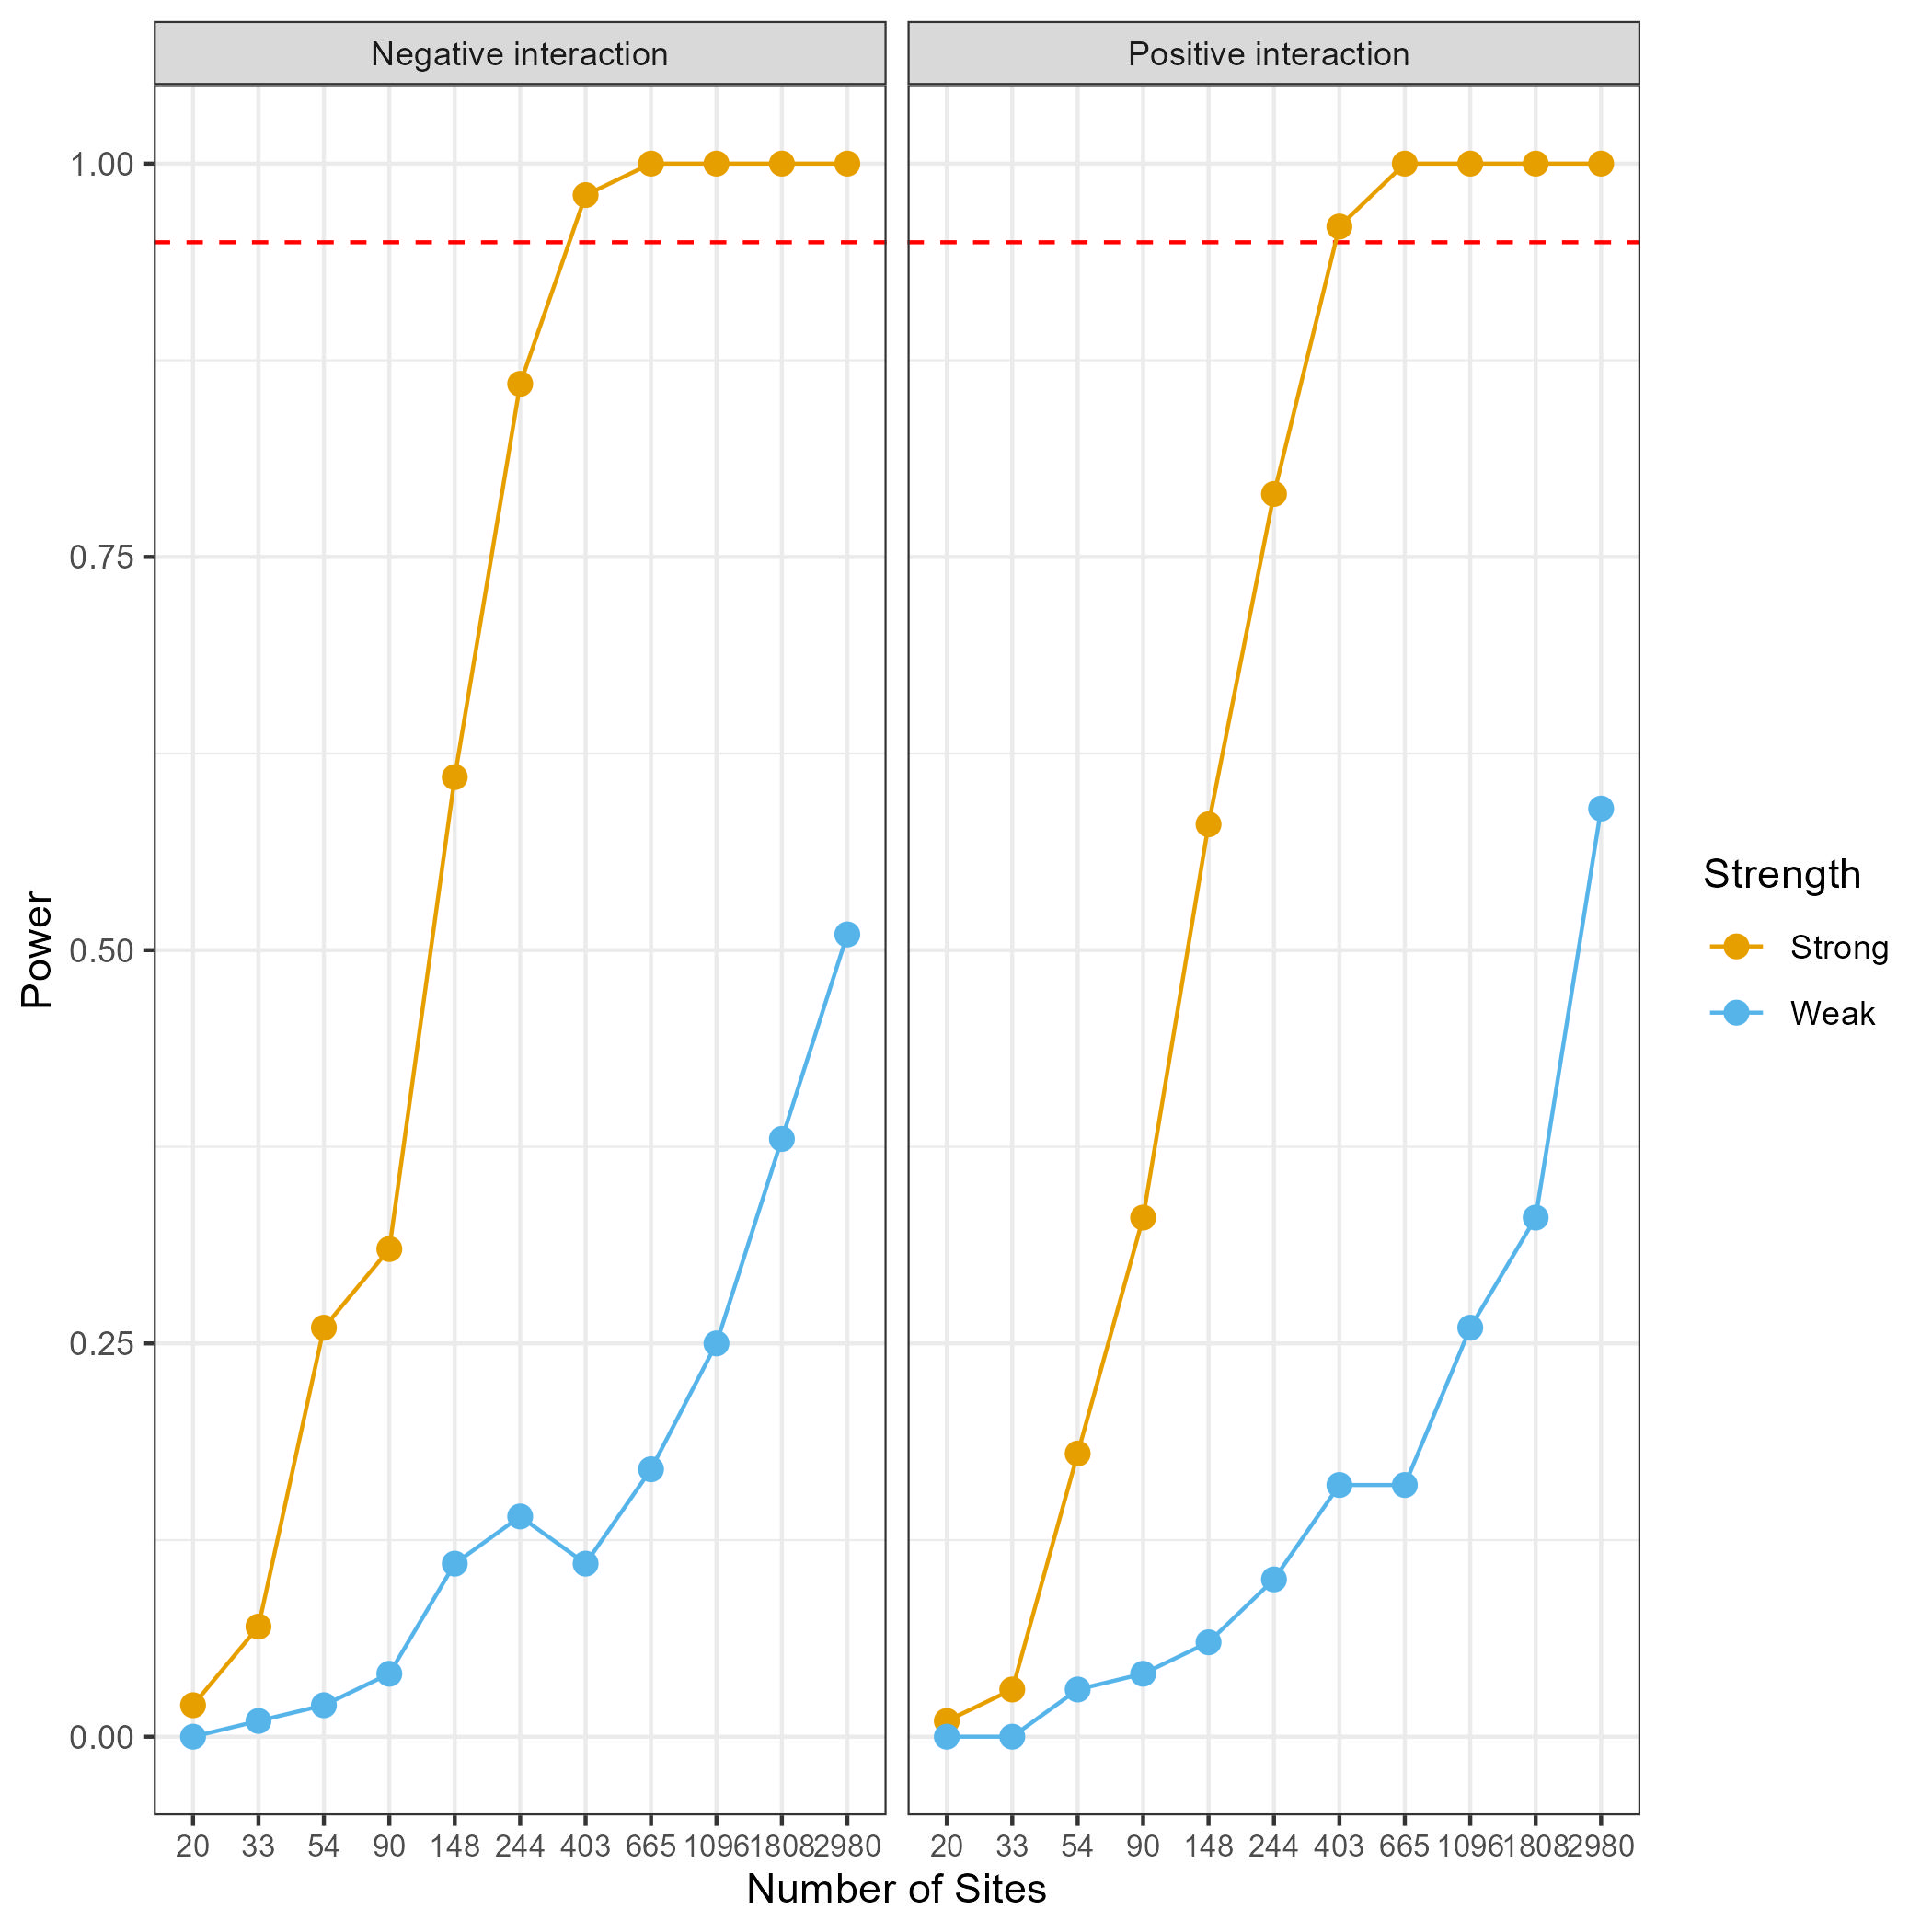 Negative interaction
Positive interaction
1.00
0.75
0.50
0.25
0.00
Power
20 33 54 90 148 244 403 665 1096 1808 2980
20 33 54 90 148 244 403 665 1096 1808 2980
Number of Sites
Strength
Strong
Weak